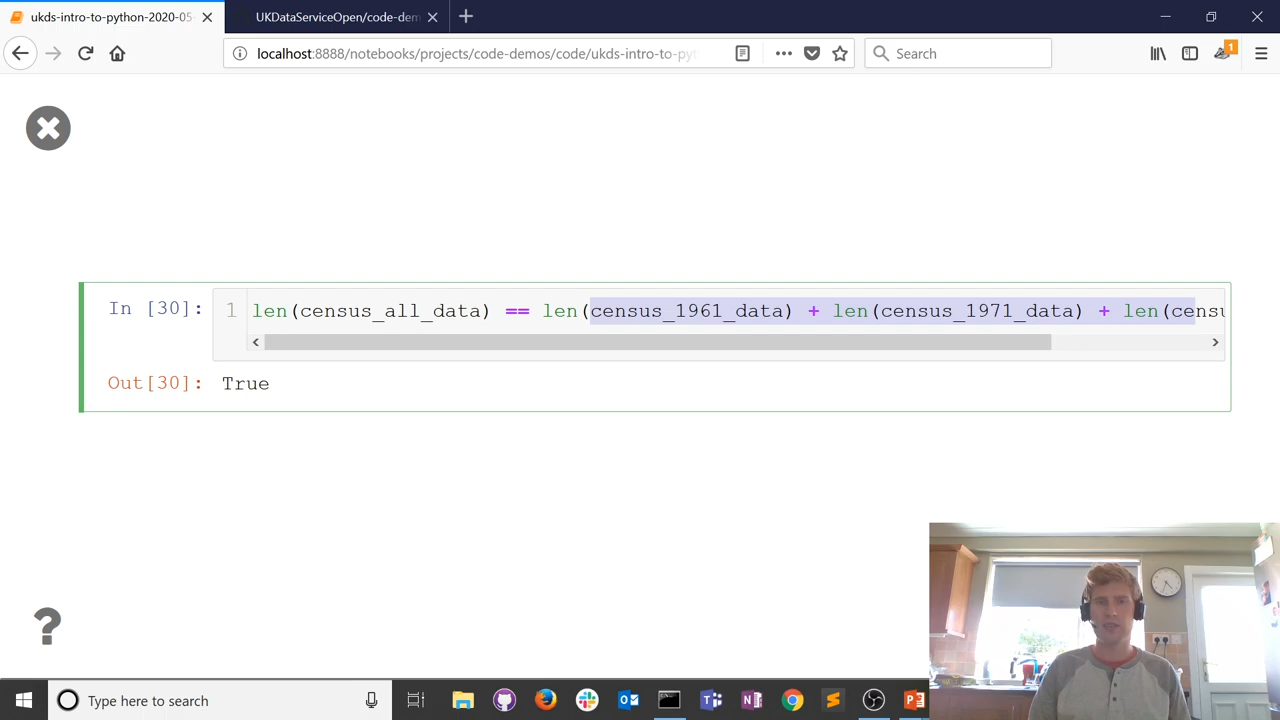 ukds-intro-to-python-2020-05-
UKDataServiceOpen/code-dem
localhost:8888/notebooks/projects/code-demos/code/ukds-intro-to-pyt
Search
1
In [30]:
1 len(census_all_data) == len(census_1961_data) + len(census_1971_data) + len(censu
Out[30]: True
?
Type here to search